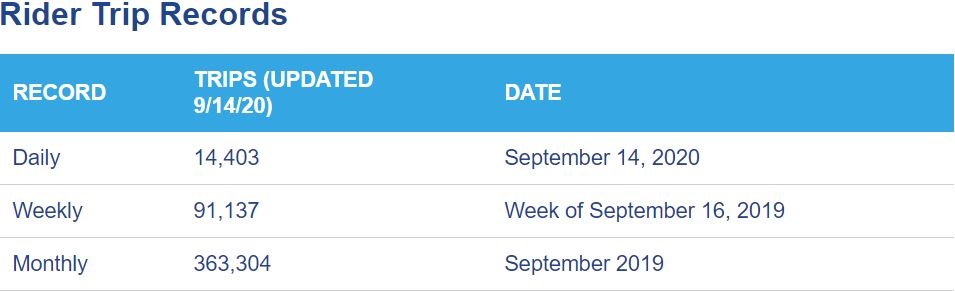 Rider Trip Records
RECORD TRIPS (UPDATED 9/14/20) DATE
Daily 14,403 September 14, 2020
Weekly 91,137 Week of September 16, 2019
Monthly 363,304 September 2019